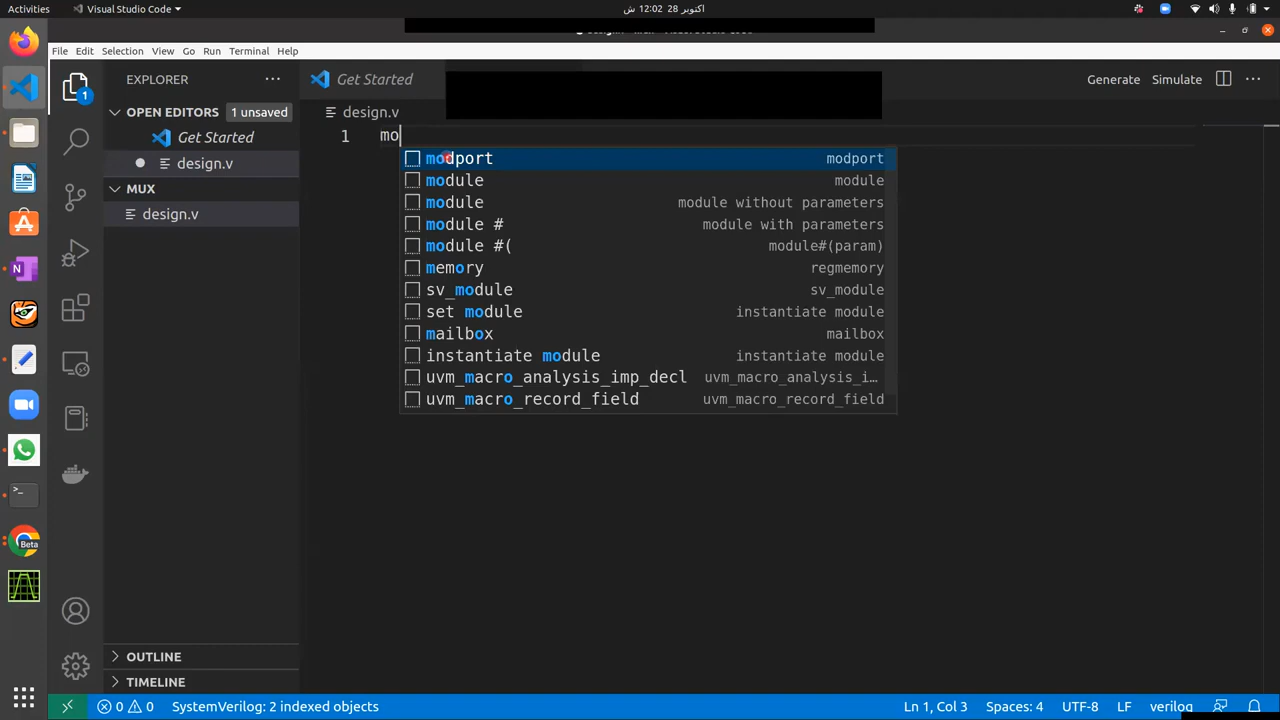 Activities
Visual Studio Code
اکتوبر 28 12:02 ش
File Edit Selection View Go Run Terminal Help
EXPLORER
Get Started
Generate Simulate
OPEN EDITORS 1 unsaved
Get Started
design.v
MUX
design.v
OUTLINE
TIMELINE
design.v
1 mo
modport modport
module module
module module without parameters
module # module with parameters
module #( module#(param)
memory regmemory
sv_module sv_module
set module instantiate module
mailbox mailbox
instantiate module instantiate module
uvm_macro_analysis_imp_decl uvm_macro_analysis_i…
uvm_macro_record_field uvm_macro_record_field
1
Beta
0 0 SystemVerilog: 2 indexed objects Ln 1, Col 3 Spaces: 4 UTF-8 LF verilog